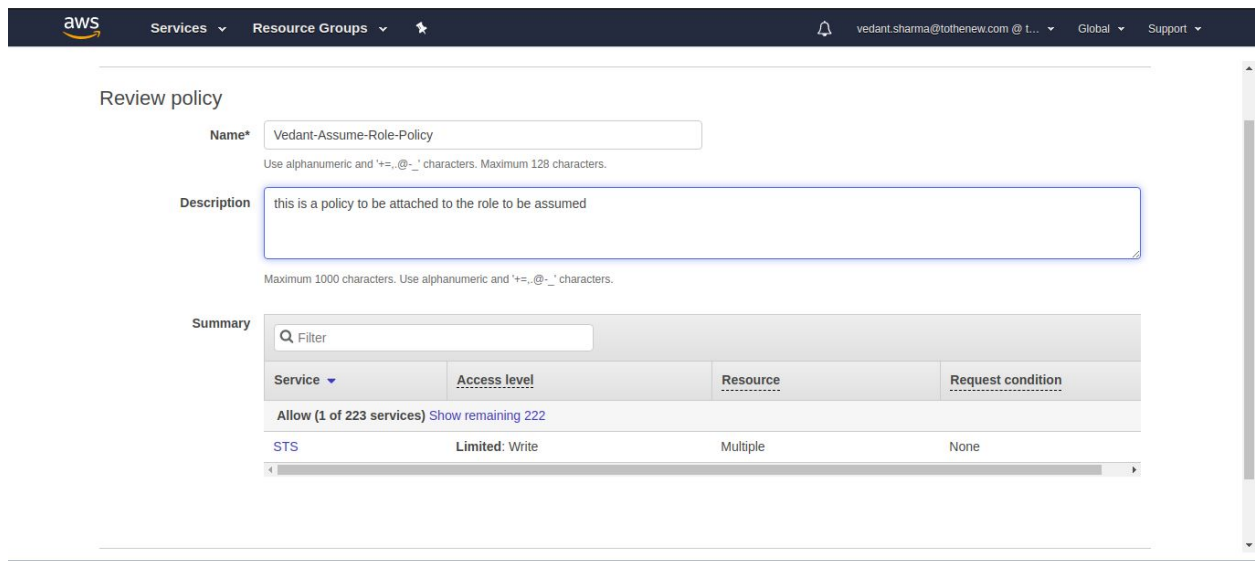 aws Services Resource Groups vedant.sharma@tothenew.com @ t... Global Support
Review policy
Name* Vedant-Assume-Role-Policy
Use alphanumeric and '+=,.@-_' characters. Maximum 128 characters.
Description this is a policy to be attached to the role to be assumed
Maximum 1000 characters. Use alphanumeric and '+=,.@-_' characters.
Summary Filter
Service Access level Resource Request condition
Allow (1 of 223 services) Show remaining 222
STS Limited: Write Multiple None